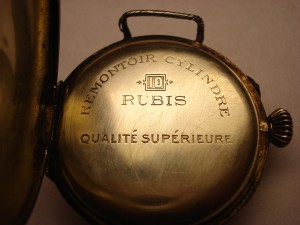 REMONTOIR CYLINDRE
10
RUBIS
QUALITÉ SUPÉRIEURE